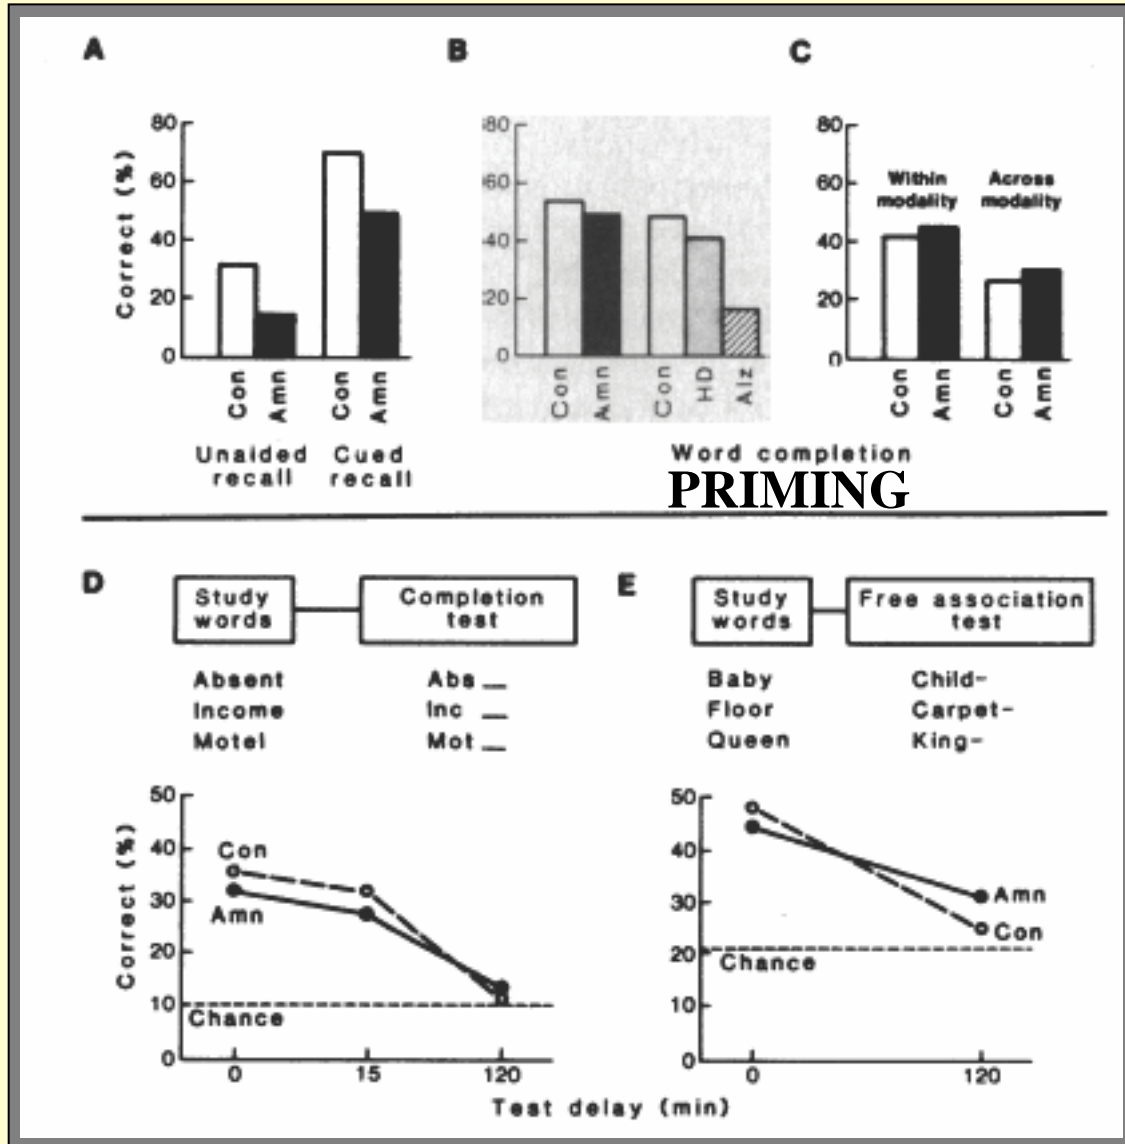 A
B
C
80
60
40
20
0
Correct (%)
Con
Amn
Con
Amn
Unaided
recall
Cued
recall
80
60
40
20
0
Con
Amn
Con
HD
Alz
80
60
40
20
0
Within
modality
Across
modality
Con
Amn
Con
Amn
Word completion
PRIMING
D
Study
words
Completion
test
Absent
Abs __
Income
Inc __
Motel
Mot __
E
Study
words
Free association
test
Baby
Child-
Floor
Carpet-
Queen
King-
50
40
30
20
10
0
Correct (%)
Con
Amn
Chance
0
15
120
50
40
30
20
10
0
Amn
Con
Chance
0
120
Test delay (min)